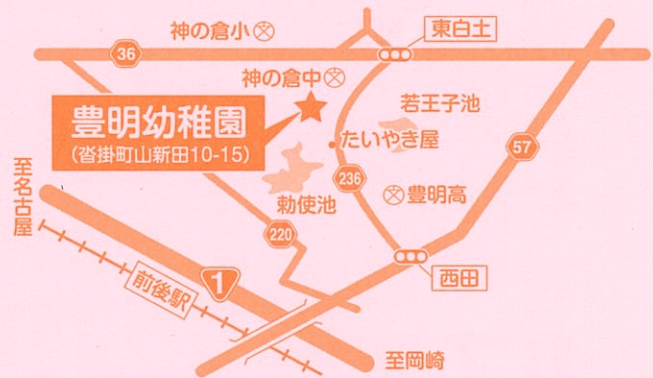 神の倉小
東白土
36
神の倉中
若王子池
豊明幼稚園
(沓掛町山新田10-15)
たいやき屋
57
至名古屋
236
豊明高
勅使池
220
西田
1
前後駅
至岡崎